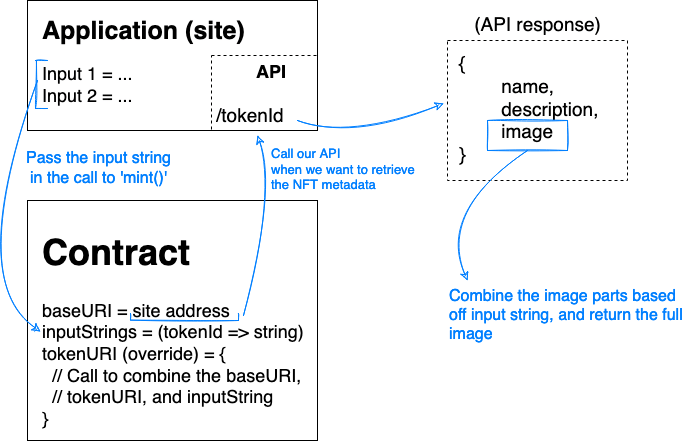 Application (site)
Input 1 = ...
Input 2 = ...
API
/tokenId
(API response)
{
name,
description,
image
}
Pass the input string
in the call to 'mint()'
Call our API
when we want to retrieve
the NFT metadata
Contract
baseURI = site address
inputStrings = (tokenId => string)
tokenURI (override) = {
// Call to combine the baseURI,
// tokenURI, and inputString
}
Combine the image parts based
off input string, and return the full
image